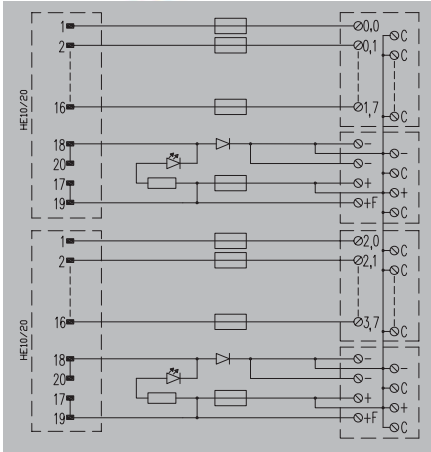 1 0,0
C
2 0,1
C
16 1,7
C
HE10/20
18 -
-
20 -
C
17 +
+
19 +F
C
1 2,0
C
2 2,1
C
16 3,7
C
HE10/20
18 -
-
20 -
C
17 +
+
19 +F
C